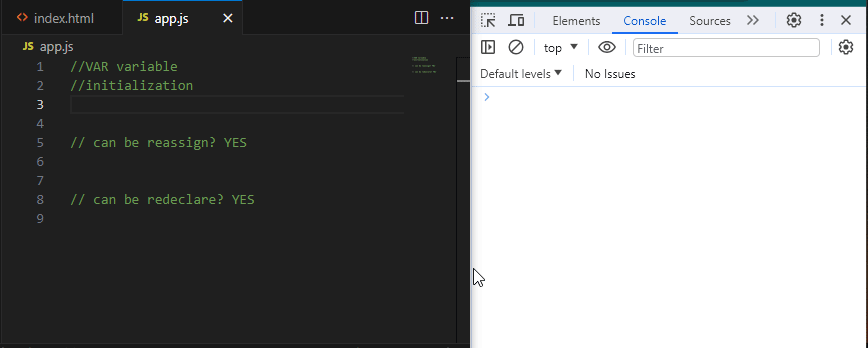 <> index.html
JS app.js
JS app.js
1 //VAR variable
2 //initialization
3
4
5 // can be reassign? YES
6
7
8 // can be redeclare? YES
9
Elements Console Sources
top Filter
Default levels No Issues